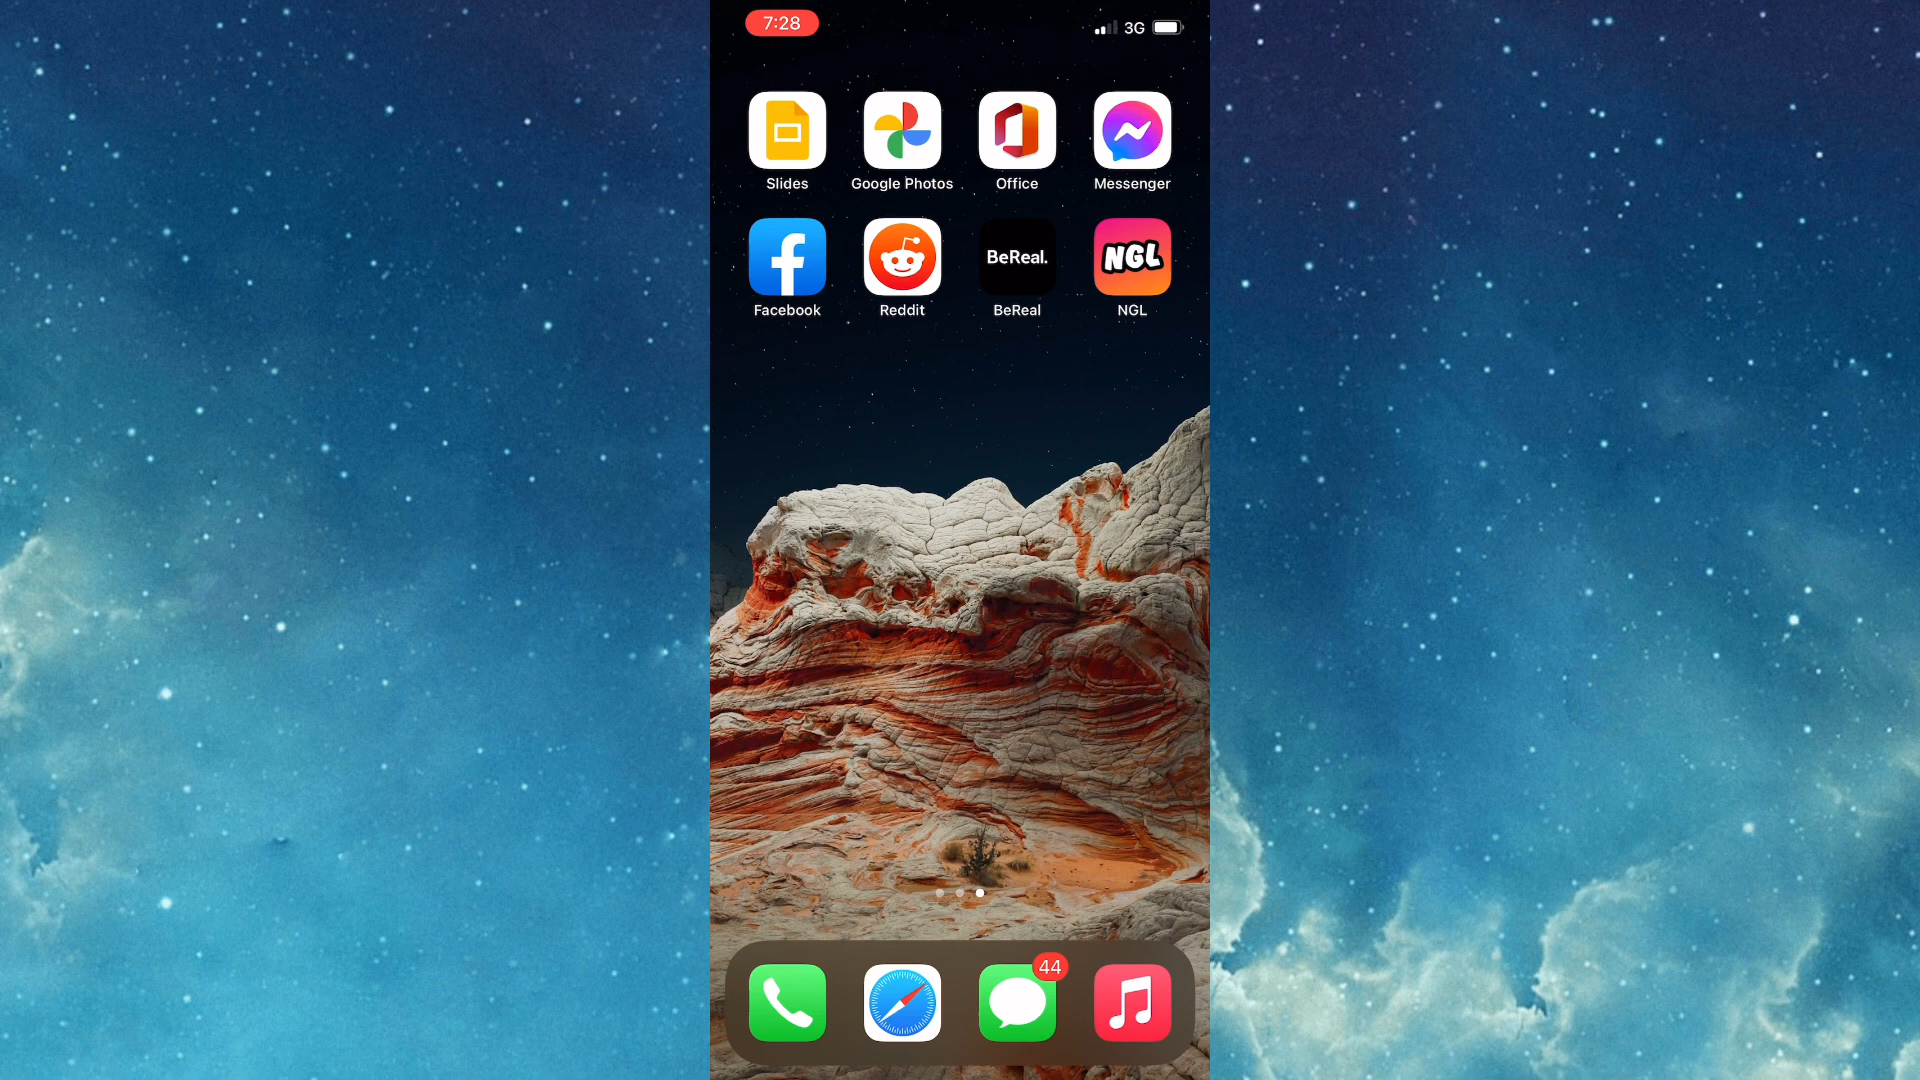 7:28
3G
Slides
Google Photos
Office
Messenger
BeReal.
NGL
Facebook
Reddit
BeReal
NGL
44